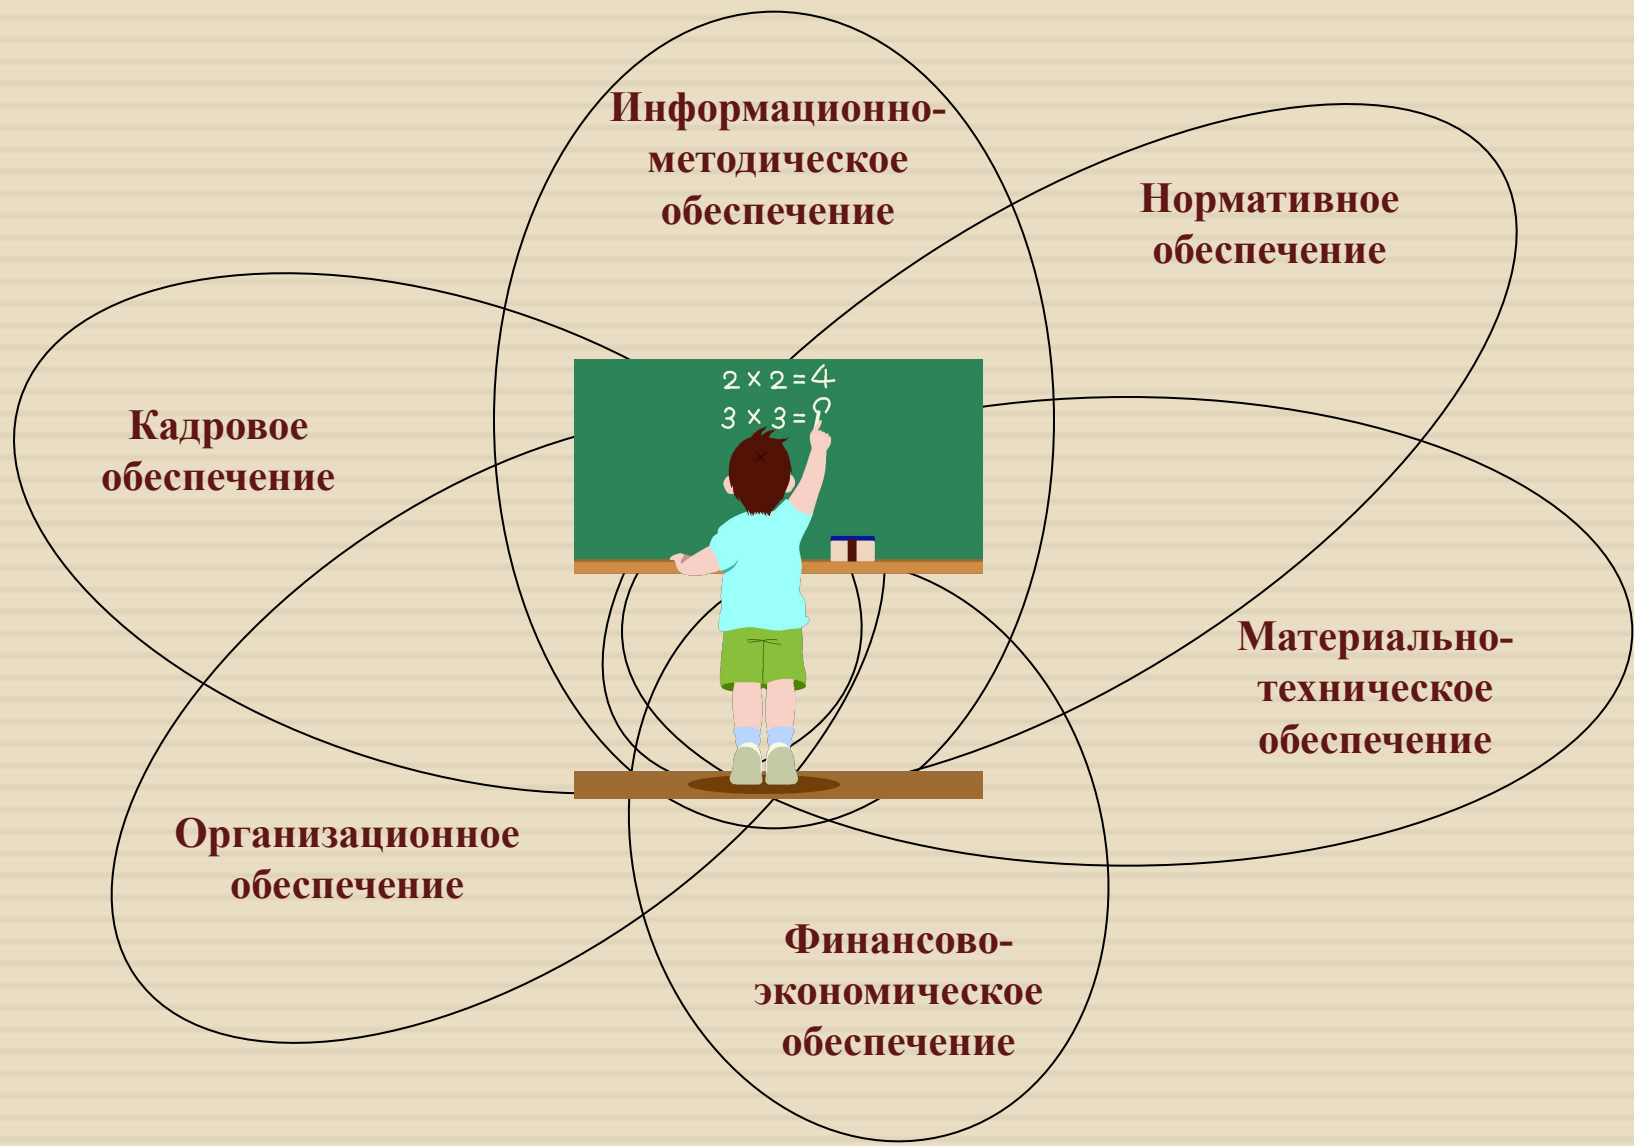 Информационно-
методическое
обеспечение
Нормативное
обеспечение
Кадровое
обеспечение
2 × 2 = 4
3 × 3 = 
Материально-
техническое
обеспечение
Организационное
обеспечение
Финансово-
экономическое
обеспечение